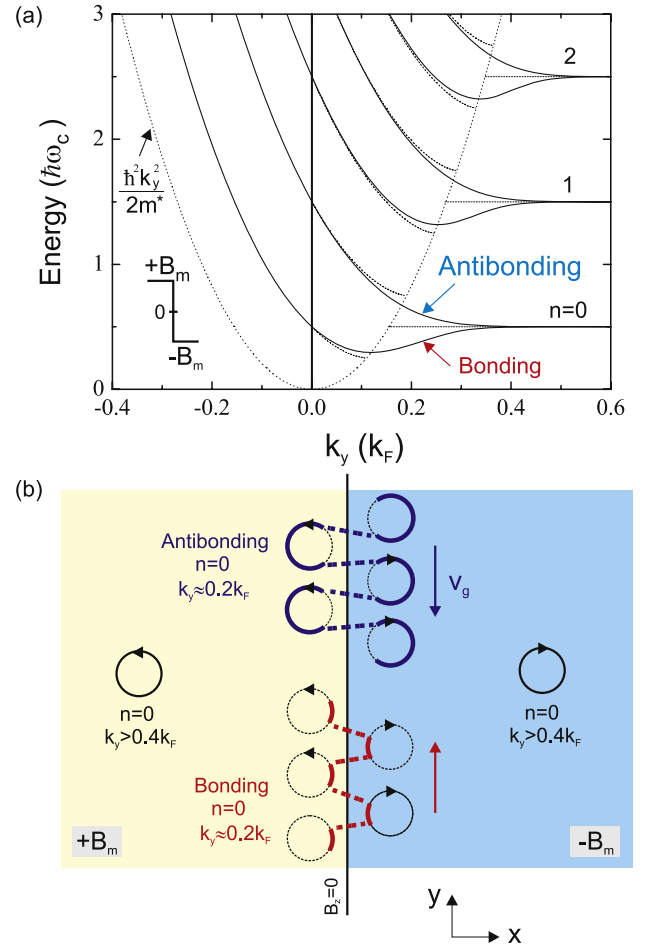 (a)
3
2
1
0
Energy (ħω_c)
ħ²k_y²
2m*
+B_m
0
-B_m
2
1
n=0
Antibonding
Bonding
-0.4 -0.2 0.0 0.2 0.4 0.6
k_y (k_F)
(b)
Antibonding
n=0
k_y≈0.2k_F
v_g
n=0
k_y>0.4k_F
n=0
k_y>0.4k_F
Bonding
n=0
k_y≈0.2k_F
+B_m
-B_m
B_z=0
y
x